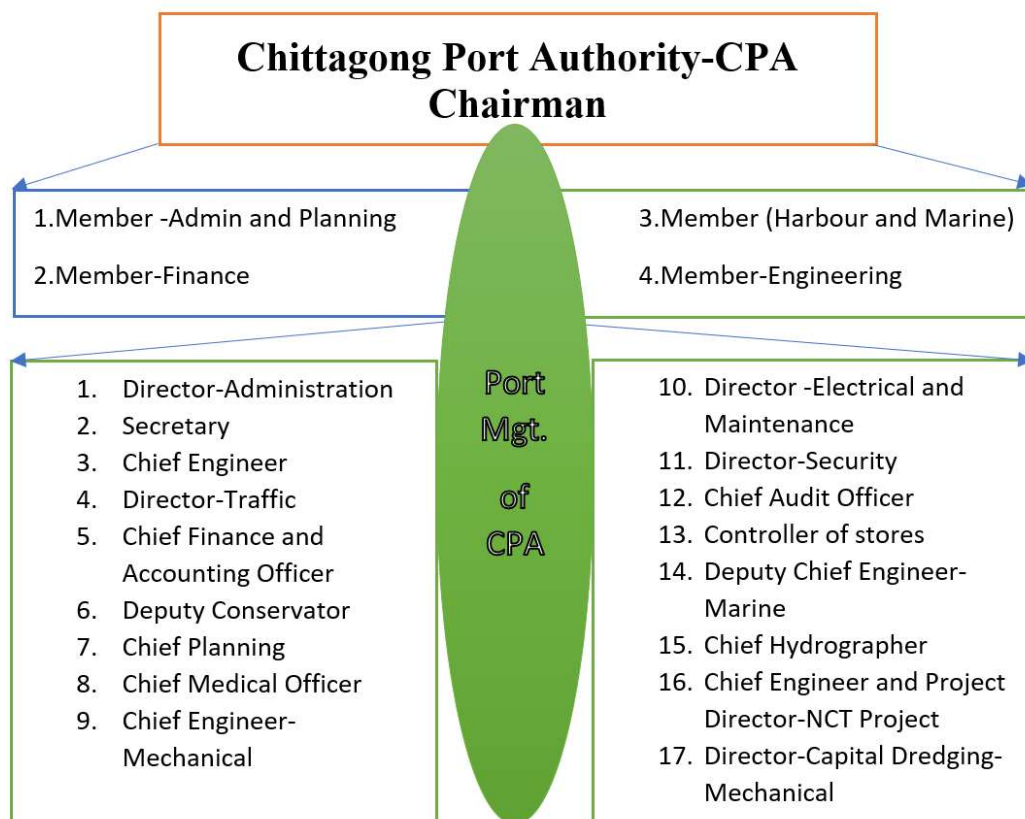 Chittagong Port Authority-CPA
Chairman
1.Member -Admin and Planning
2.Member-Finance
3.Member (Harbour and Marine)
4.Member-Engineering
1. Director-Administration
2. Secretary
3. Chief Engineer
4. Director-Traffic
5. Chief Finance and
Accounting Officer
6. Deputy Conservator
7. Chief Planning
8. Chief Medical Officer
9. Chief Engineer-
Mechanical
Port
Mgt.
of
CPA
10. Director -Electrical and
Maintenance
11. Director-Security
12. Chief Audit Officer
13. Controller of stores
14. Deputy Chief Engineer-
Marine
15. Chief Hydrographer
16. Chief Engineer and Project
Director-NCT Project
17. Director-Capital Dredging-
Mechanical